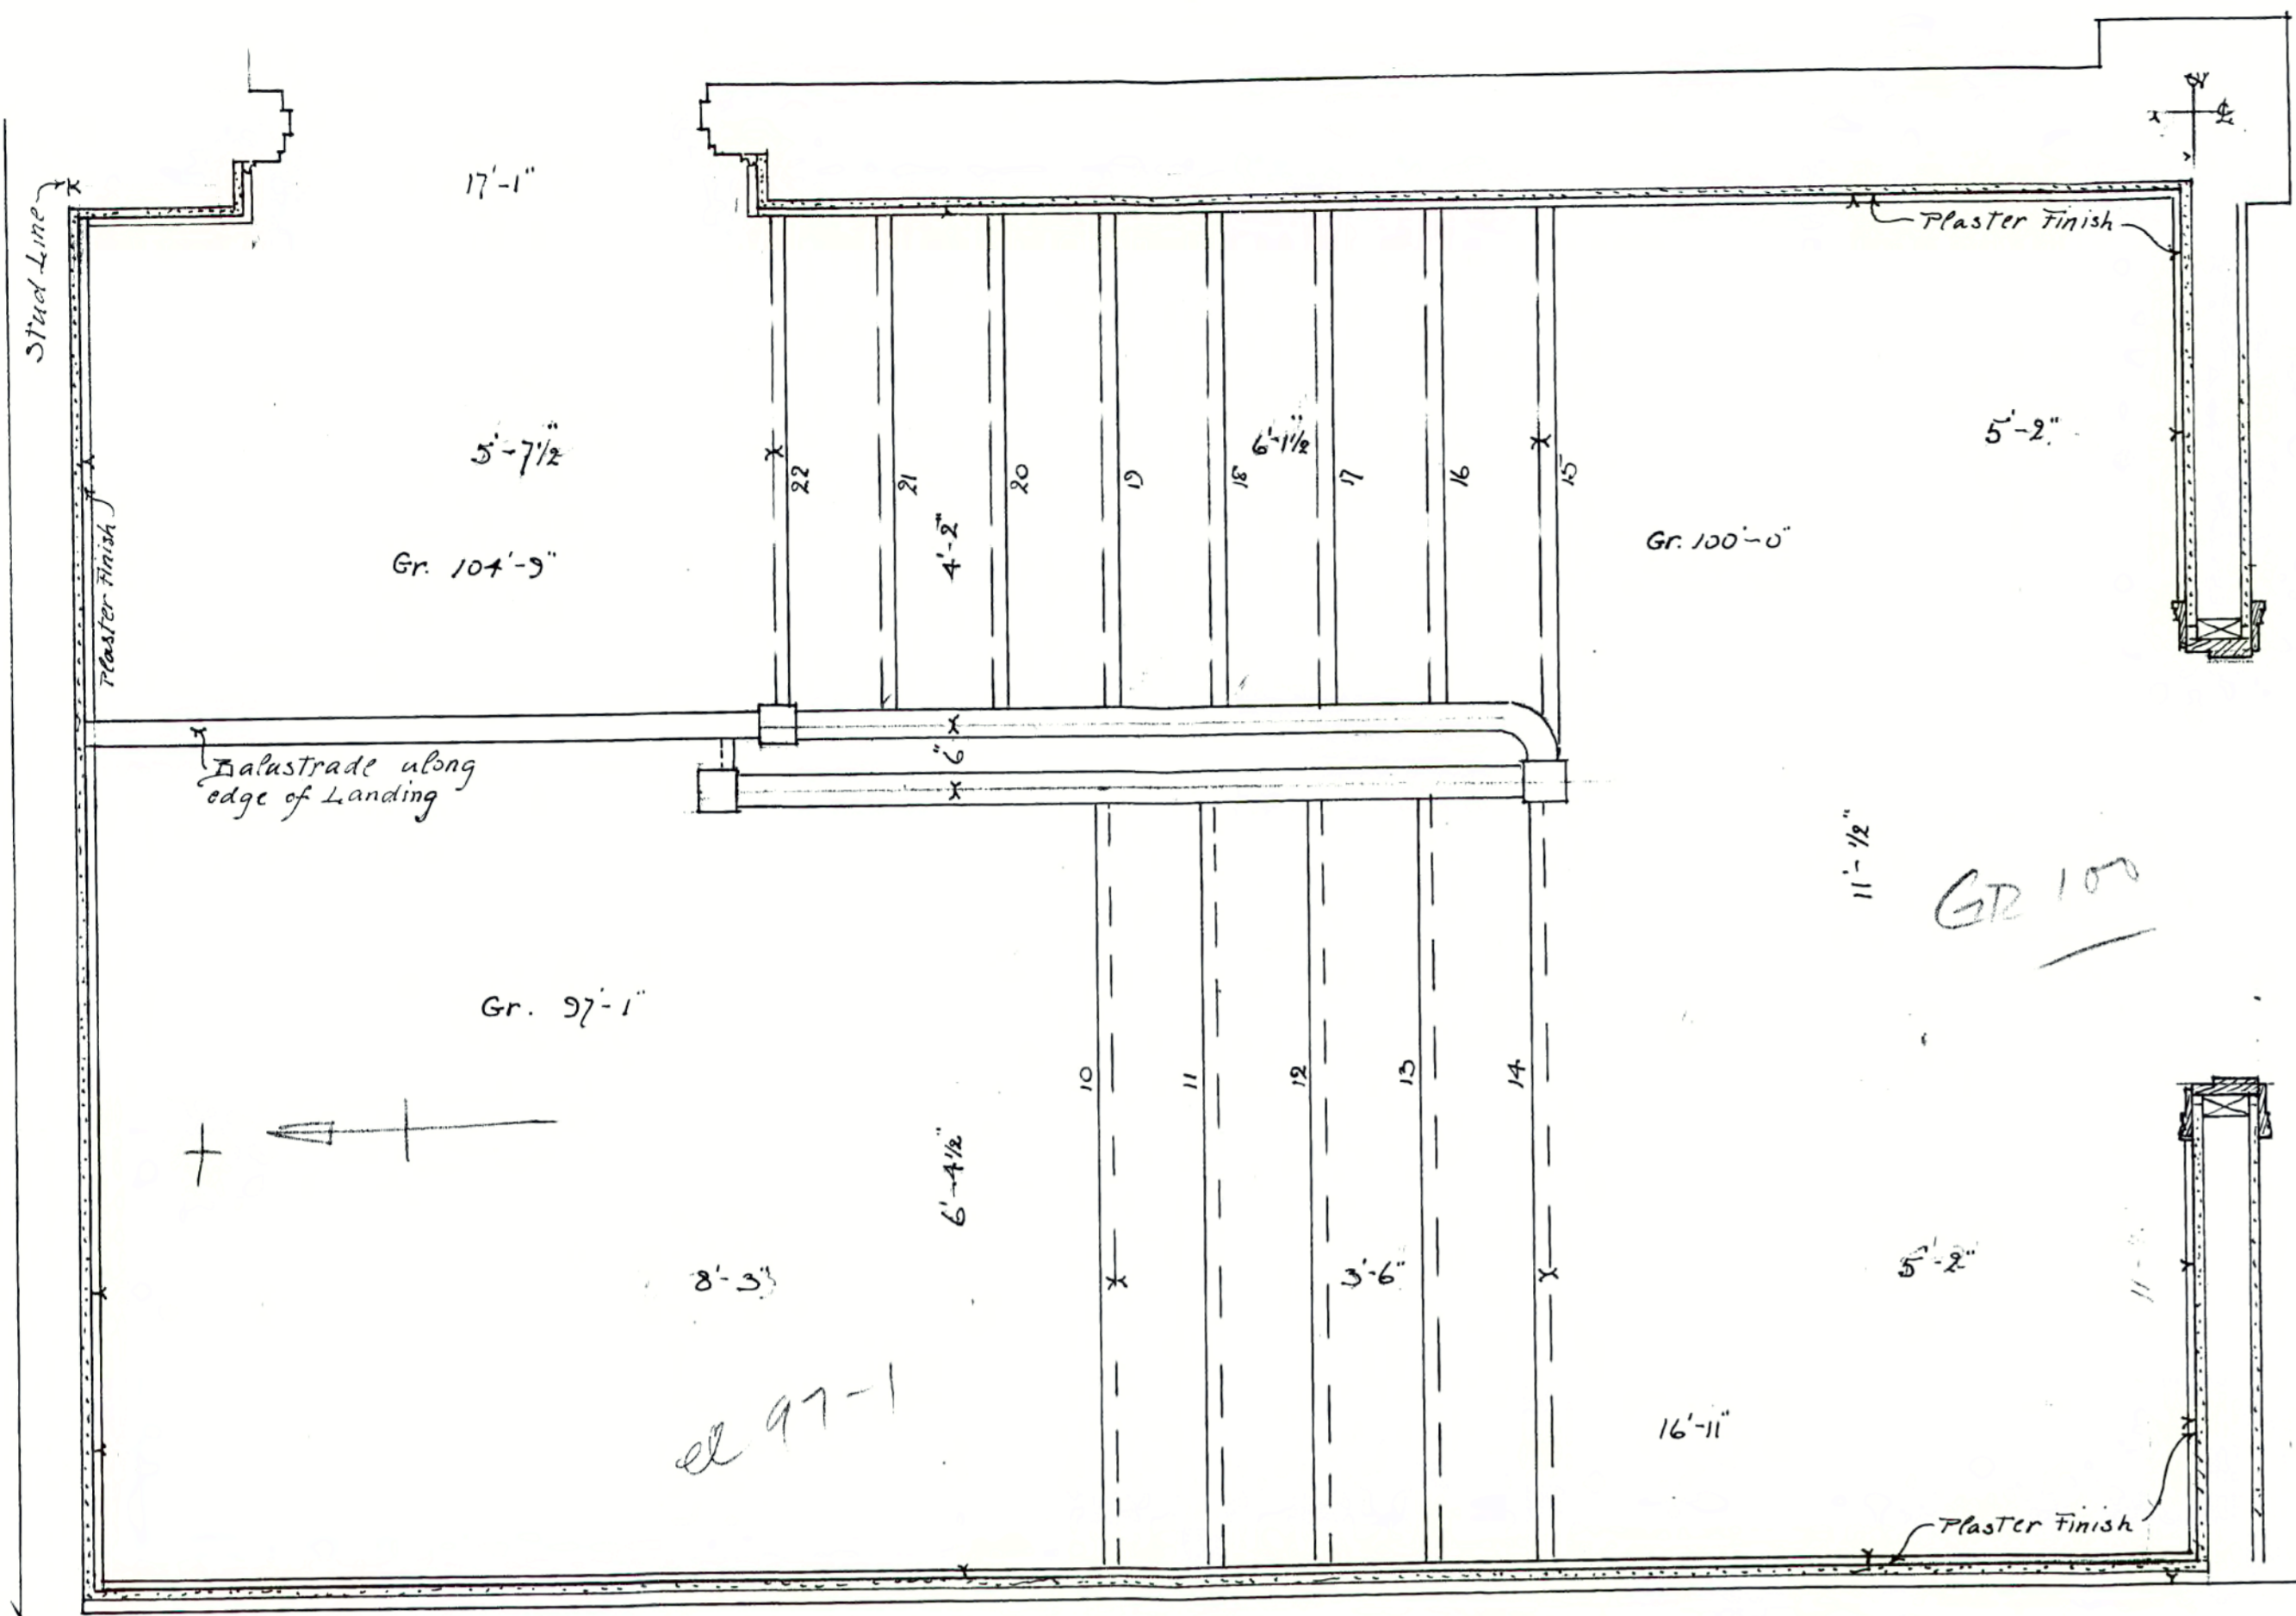 17'-1"
℄
Stud Line
Plaster Finish
5'-7½"
6'-1½"
5'-2"
22
21
20
19
18
17
16
15
Gr. 104'-9"
4'-2"
Gr. 100'-0"
Plaster Finish
6"
Balustrade along
edge of Landing
11'-½"
GR 100
Gr. 97'-1"
10
11
12
13
14
6'-4½"
8'-3"
3'-6"
5'-2"
el 97-1
16'-11"
Plaster Finish